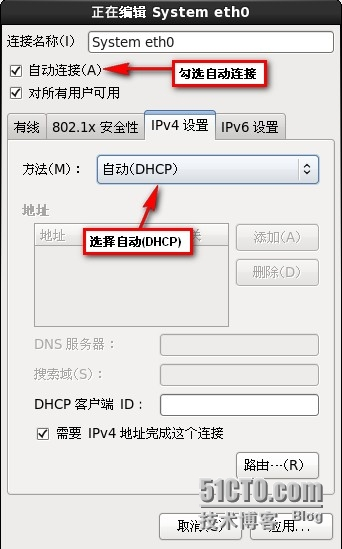 正在编辑 System eth0
连接名称(I) System eth0
自动连接(A) 勾选自动连接
对所有用户可用
有线 802.1x 安全性 IPv4 设置 IPv6 设置
方法(M)： 自动(DHCP)
地址
地址 关
选择自动(DHCP)
添加(A)
删除(D)
DNS 服务器：
搜索域(S)：
DHCP 客户端 ID：
需要 IPv4 地址完成这个连接
路由…(R)
51CTO.com
技术博客 Blog
取消 应用…